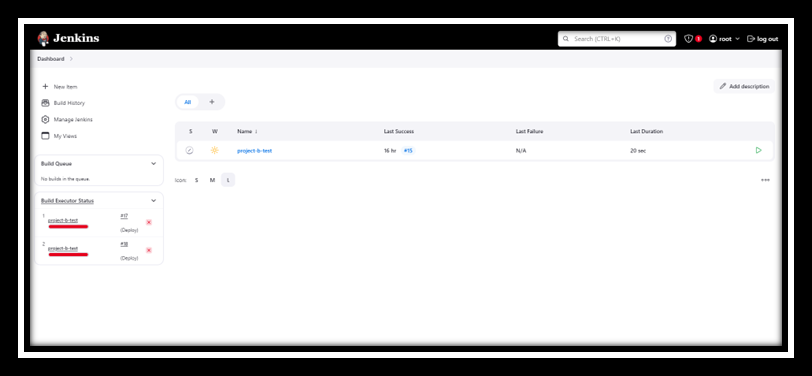 Jenkins
Search (CTRL+K)
1
root
log out
Dashboard
New Item
Build History
Manage Jenkins
My Views
Build Queue
No builds in the queue.
Build Executor Status
1 project-b-test #17
(Deploy)
2 project-b-test #18
(Deploy)
Add description
All +
S W Name ↓ Last Success Last Failure Last Duration
project-b-test 16 hr #15 N/A 20 sec
Icon: S M L